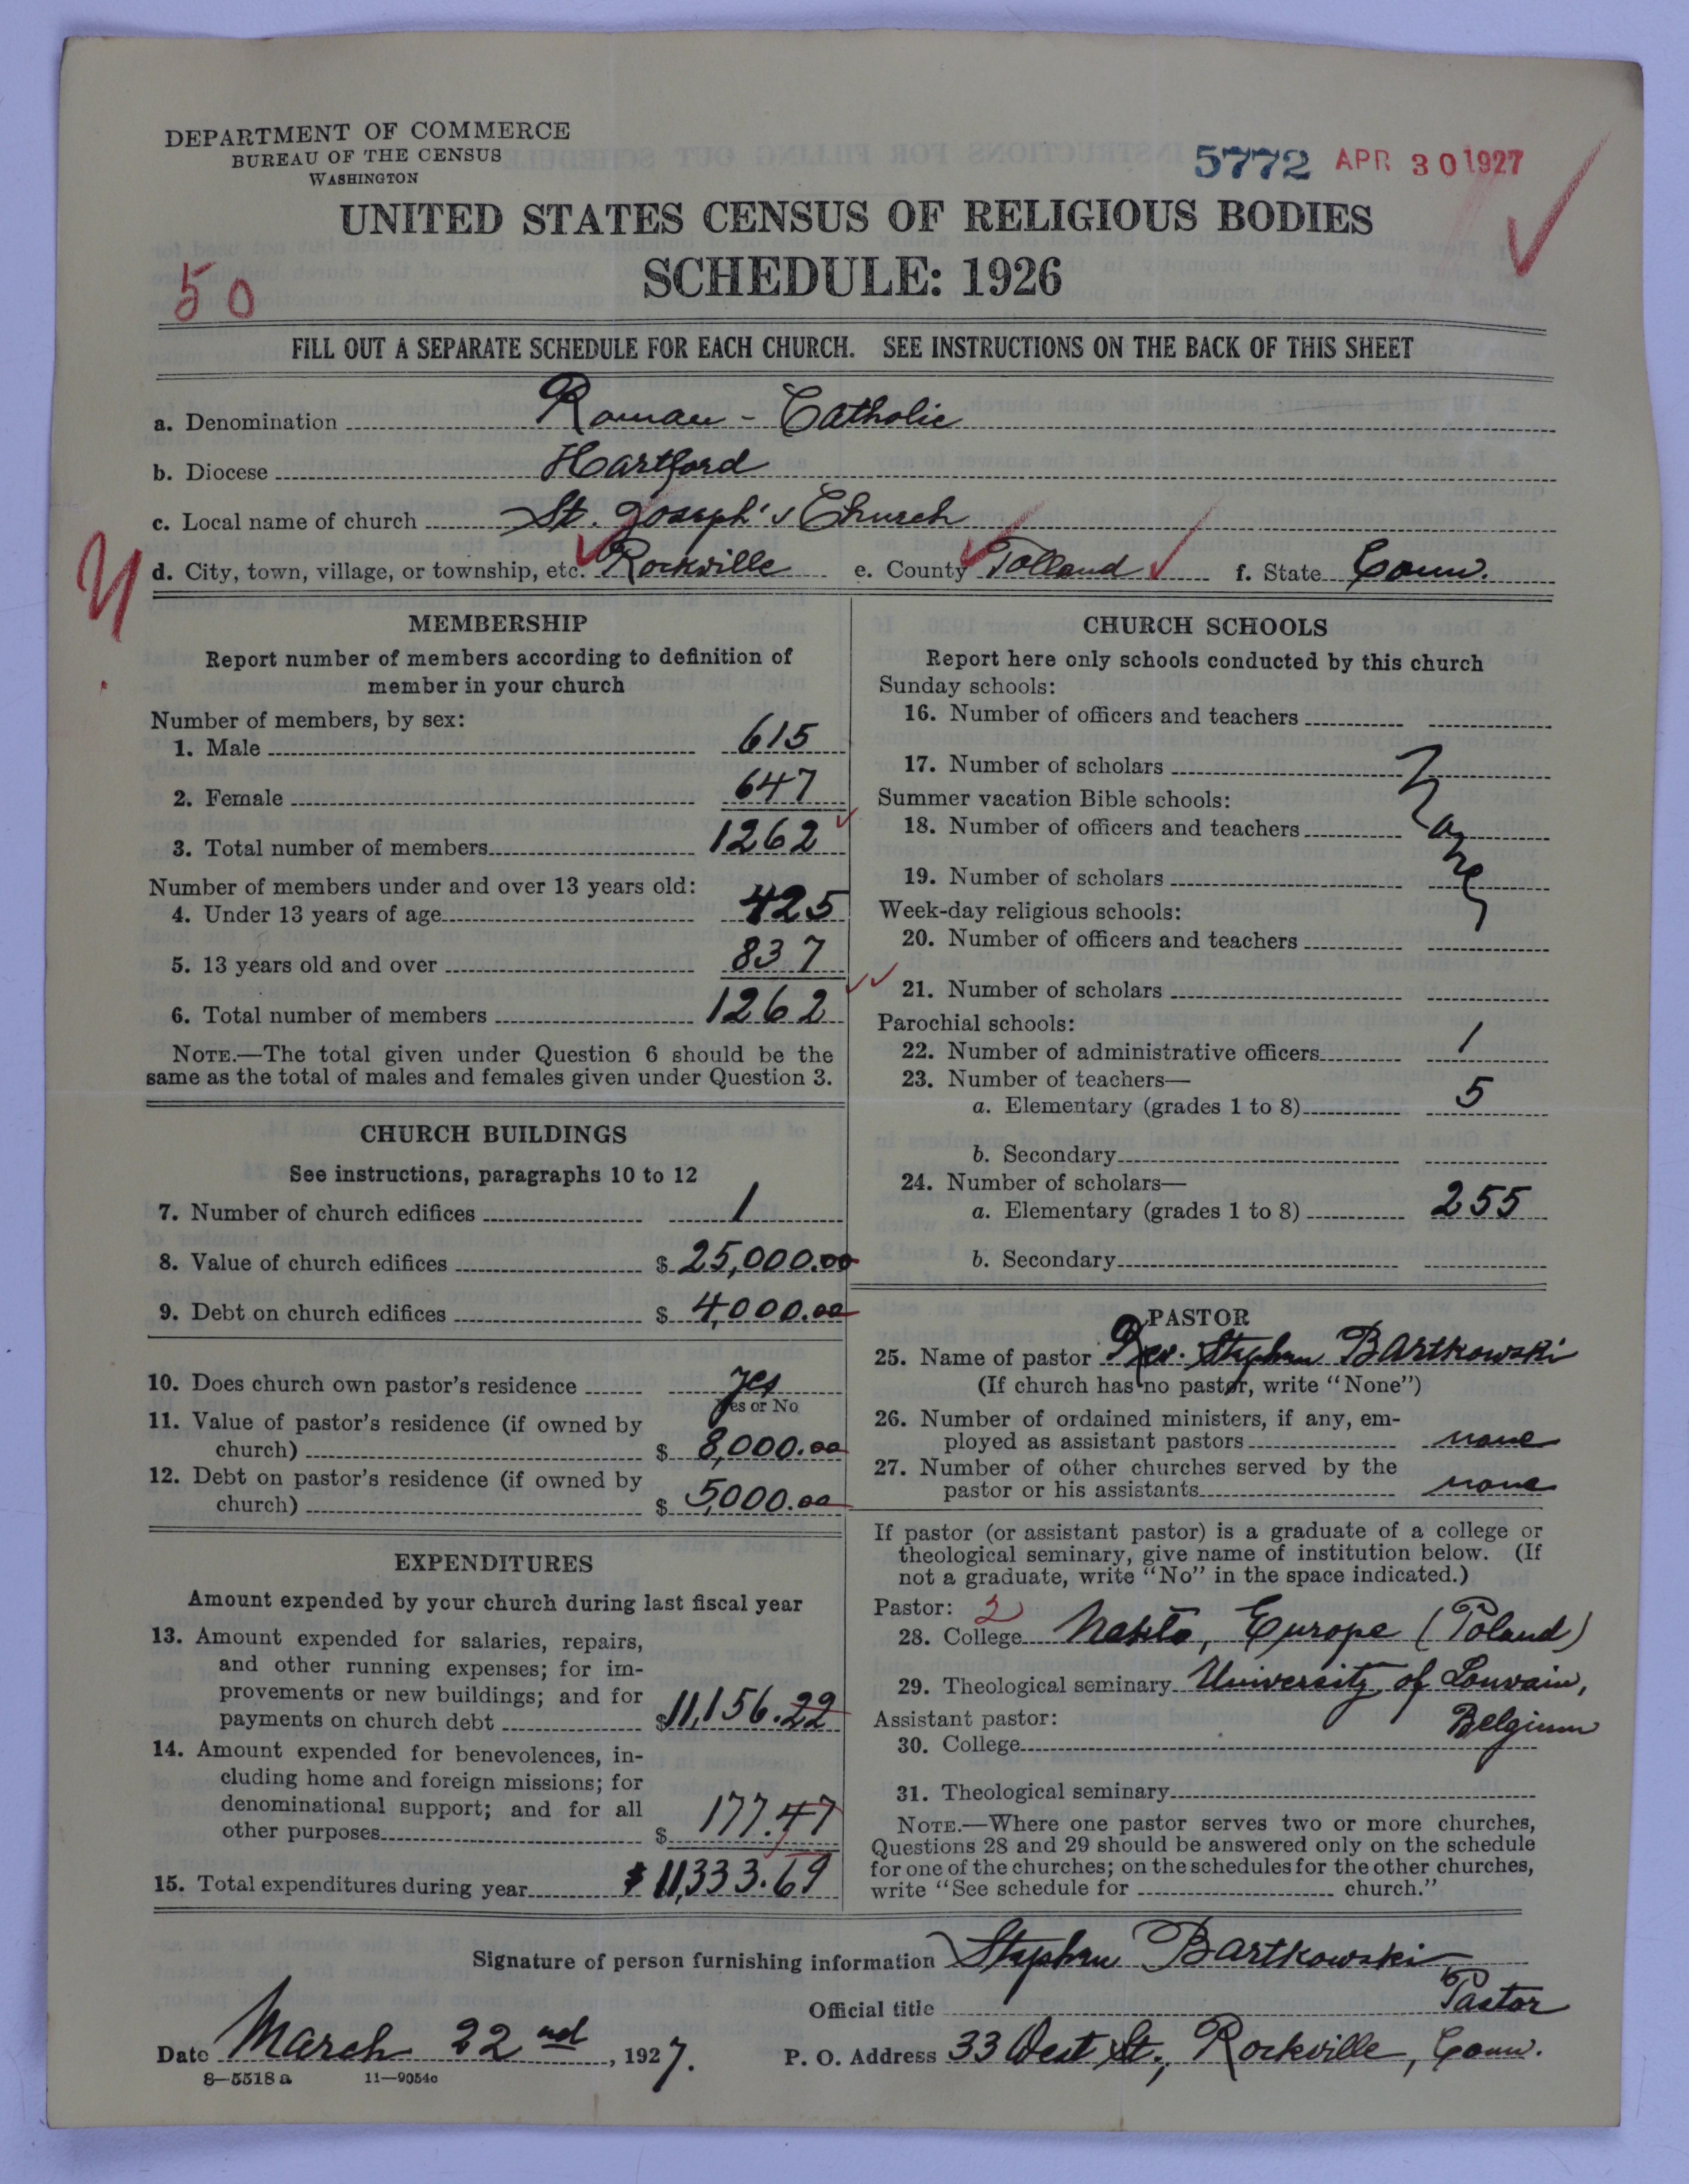 DEPARTMENT OF COMMERCE
BUREAU OF THE CENSUS
WASHINGTON
5772 APR 30 1927
UNITED STATES CENSUS OF RELIGIOUS BODIES
SCHEDULE: 1926
50
FILL OUT A SEPARATE SCHEDULE FOR EACH CHURCH. SEE INSTRUCTIONS ON THE BACK OF THIS SHEET
a. Denomination Roman - Catholic
b. Diocese Hartford
c. Local name of church St. Joseph's Church
d. City, town, village, or township, etc. Rockville e. County Tolland f. State Conn.
MEMBERSHIP
Report number of members according to definition of
member in your church
Number of members, by sex:
1. Male 615
2. Female 647
3. Total number of members 1262
Number of members under and over 13 years old:
4. Under 13 years of age 425
5. 13 years old and over 837
6. Total number of members 1262
NOTE.—The total given under Question 6 should be the
same as the total of males and females given under Question 3.
CHURCH BUILDINGS
See instructions, paragraphs 10 to 12
7. Number of church edifices 1
8. Value of church edifices $ 25,000.00
9. Debt on church edifices $ 4,000.00
10. Does church own pastor's residence yes
Yes or No
11. Value of pastor's residence (if owned by
church) $ 8,000.00
12. Debt on pastor's residence (if owned by
church) $ 5,000.00
EXPENDITURES
Amount expended by your church during last fiscal year
13. Amount expended for salaries, repairs,
and other running expenses; for im-
provements or new buildings; and for
payments on church debt $11,156.22
14. Amount expended for benevolences, in-
cluding home and foreign missions; for
denominational support; and for all
other purposes $ 177.47
15. Total expenditures during year $ 11,333.69
CHURCH SCHOOLS
Report here only schools conducted by this church
Sunday schools:
16. Number of officers and teachers
17. Number of scholars
Summer vacation Bible schools:
18. Number of officers and teachers
none
19. Number of scholars
Week-day religious schools:
20. Number of officers and teachers
21. Number of scholars
Parochial schools:
22. Number of administrative officers 1
23. Number of teachers—
a. Elementary (grades 1 to 8) 5
b. Secondary
24. Number of scholars—
a. Elementary (grades 1 to 8) 255
b. Secondary
PASTOR
25. Name of pastor Rev. Stephen Bartkowski
(If church has no pastor, write "None")
26. Number of ordained ministers, if any, em-
ployed as assistant pastors none
27. Number of other churches served by the
pastor or his assistants none
If pastor (or assistant pastor) is a graduate of a college or
theological seminary, give name of institution below. (If
not a graduate, write "No" in the space indicated.)
Pastor: 2
28. College Europe (Poland)
29. Theological seminary University of Louvain,
Belgium
Assistant pastor:
30. College
31. Theological seminary
NOTE.—Where one pastor serves two or more churches,
Questions 28 and 29 should be answered only on the schedule
for one of the churches; on the schedules for the other churches,
write "See schedule for church."
Signature of person furnishing information Stephen Bartkowski
Official title Pastor
Date March 22nd, 1927. P. O. Address 33 West St., Rockville, Conn.
8—5518 a 11—9054c